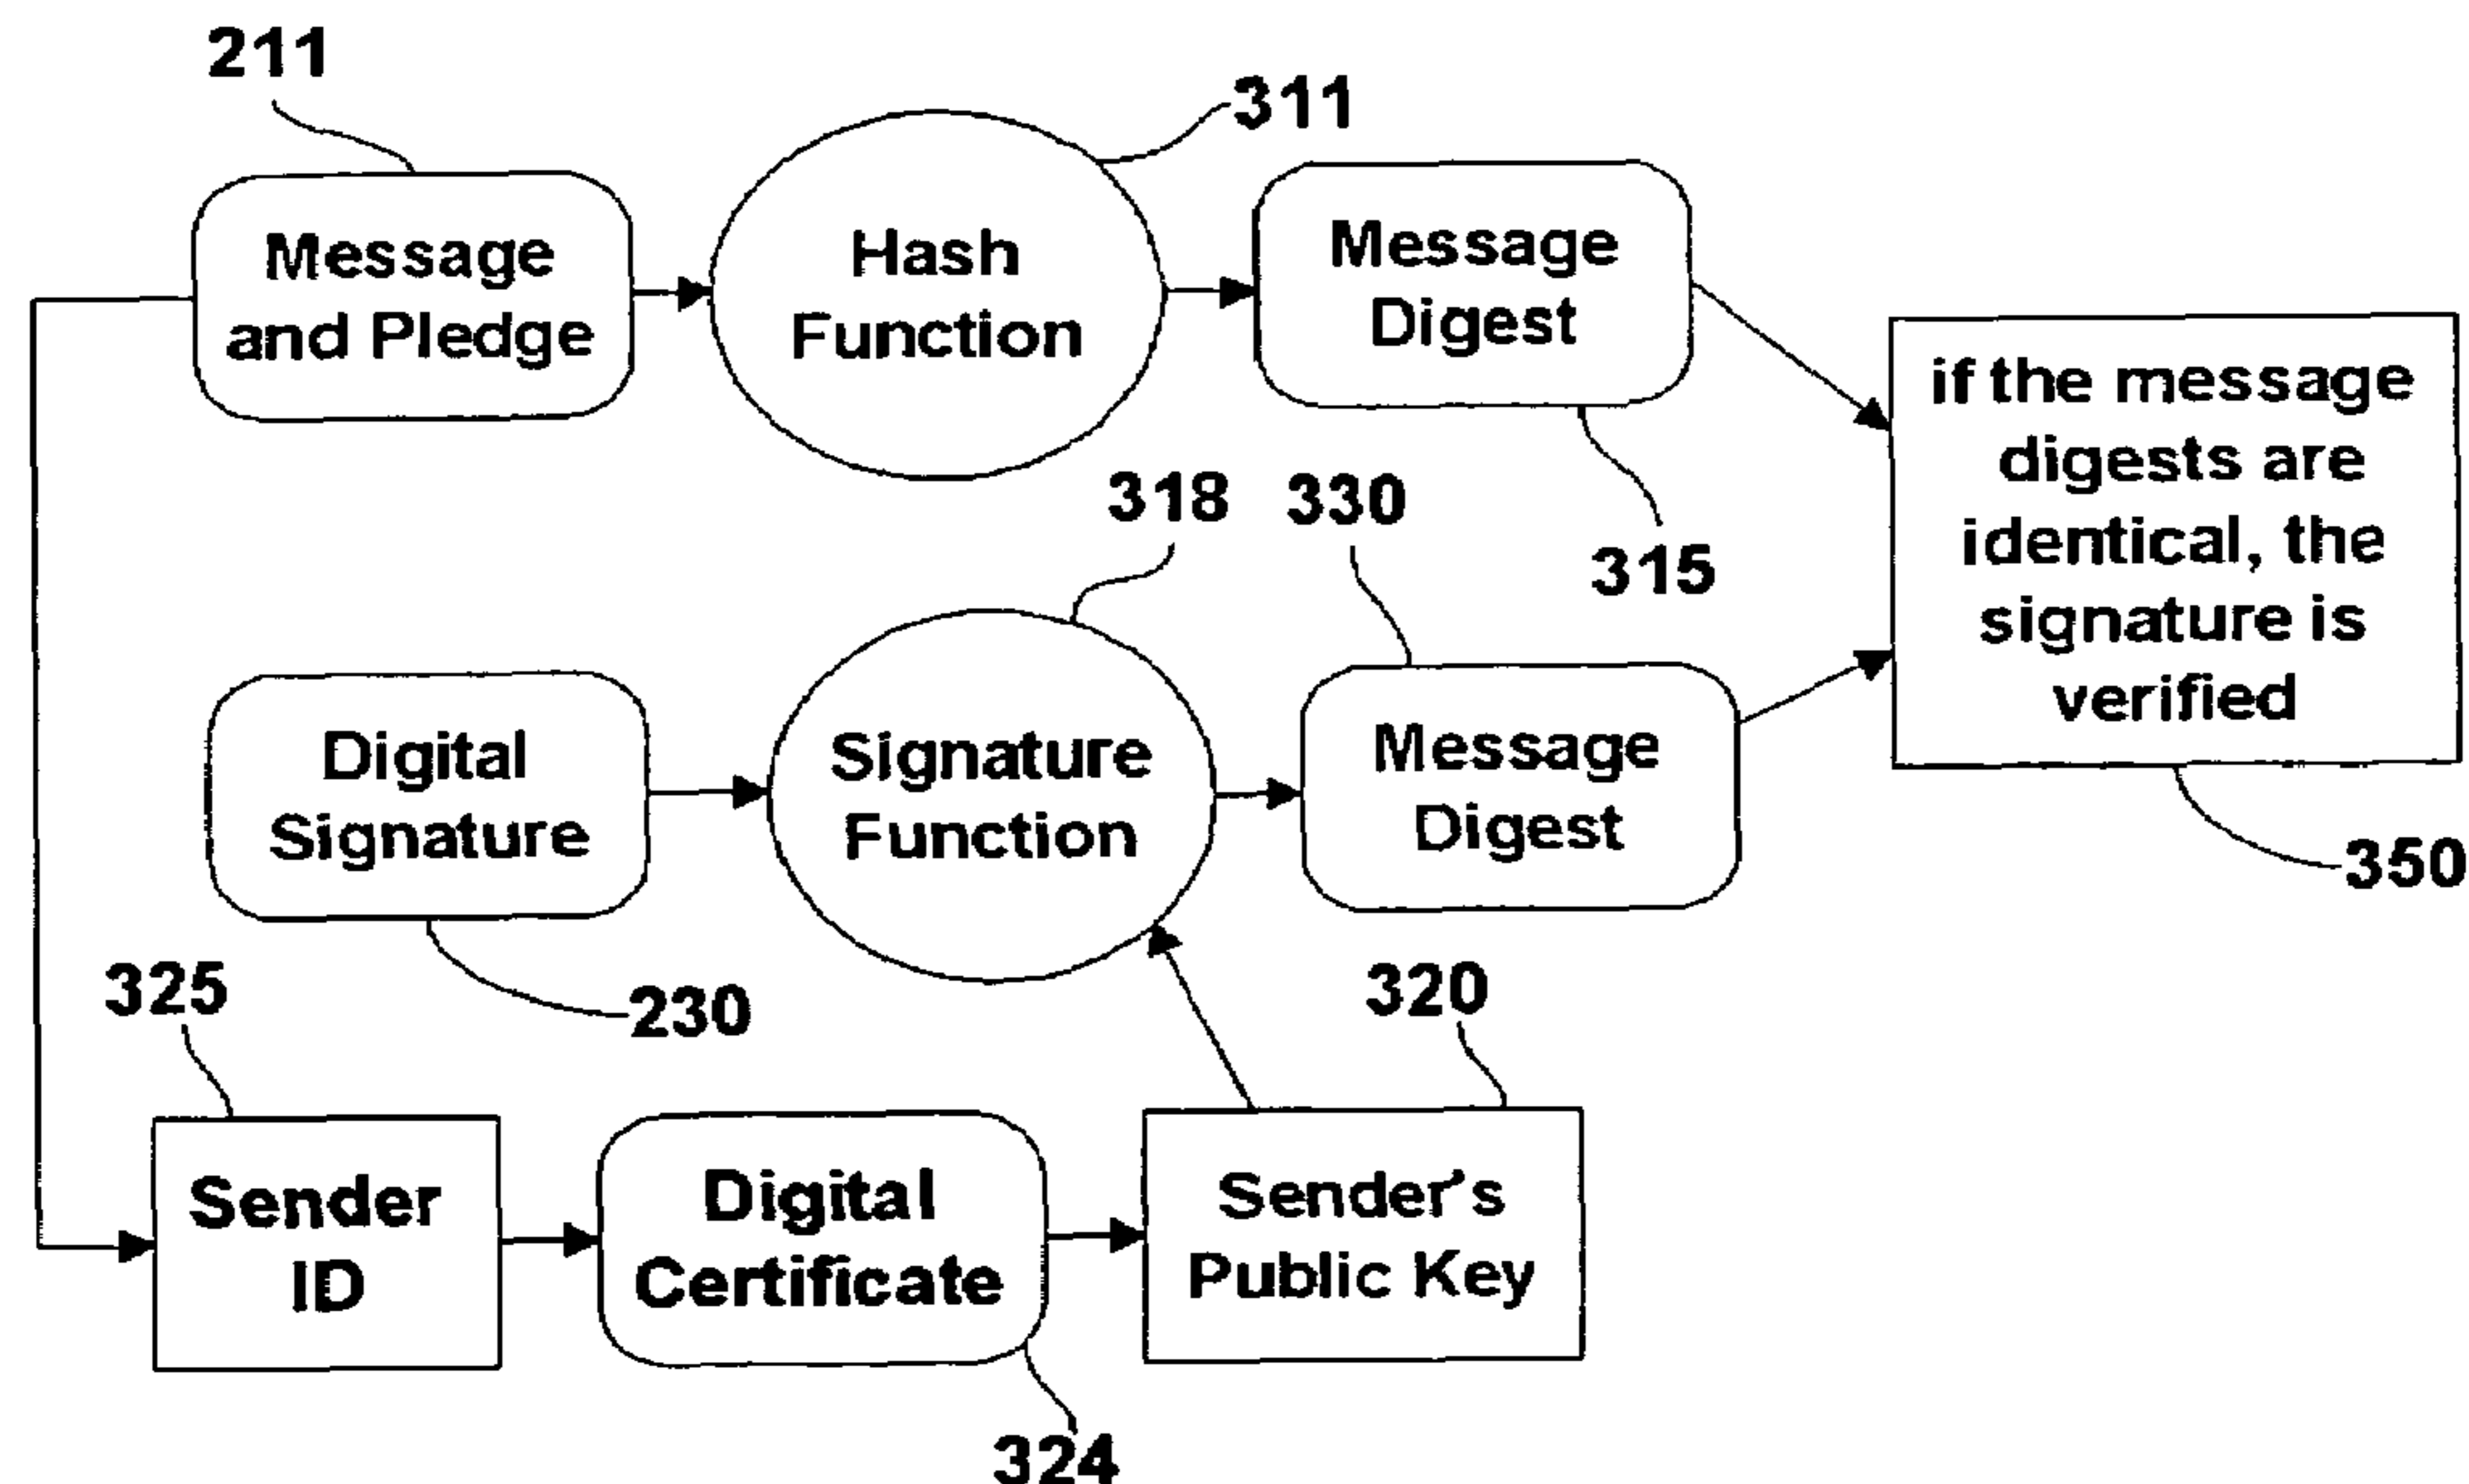 211
311
Message
and Pledge
Hash
Function
Message
Digest
if the message
digests are
identical, the
signature is
verified
318
330
315
Digital
Signature
Signature
Function
Message
Digest
350
325
230
320
Sender
ID
Digital
Certificate
Sender's
Public Key
324